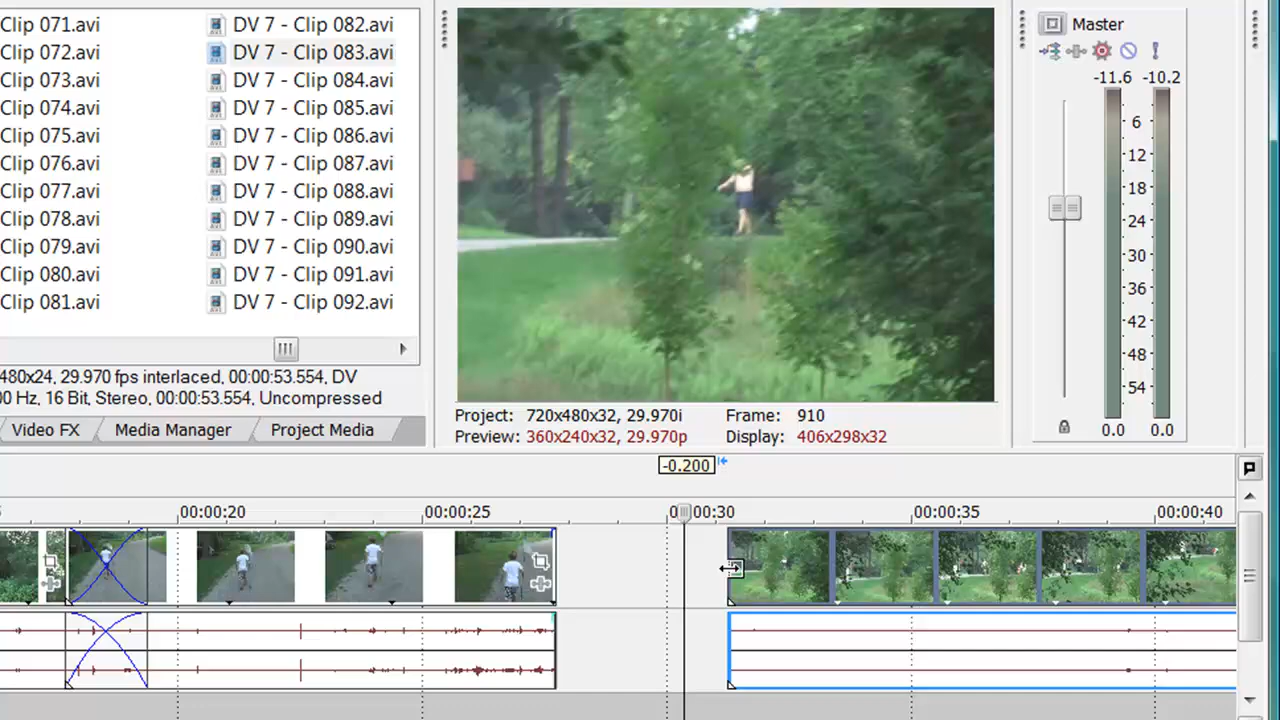 Clip 071.avi DV 7 - Clip 082.avi
Clip 072.avi DV 7 - Clip 083.avi
Clip 073.avi DV 7 - Clip 084.avi
Clip 074.avi DV 7 - Clip 085.avi
Clip 075.avi DV 7 - Clip 086.avi
Clip 076.avi DV 7 - Clip 087.avi
Clip 077.avi DV 7 - Clip 088.avi
Clip 078.avi DV 7 - Clip 089.avi
Clip 079.avi DV 7 - Clip 090.avi
Clip 080.avi DV 7 - Clip 091.avi
Clip 081.avi DV 7 - Clip 092.avi
480x24, 29.970 fps interlaced, 00:00:53.554, DV
00 Hz, 16 Bit, Stereo, 00:00:53.554, Uncompressed
Video FX Media Manager Project Media
Project: 720x480x32, 29.970i Frame: 910
Preview: 360x240x32, 29.970p Display: 406x298x32
Master
-11.6 -10.2
6
12
18
24
30
36
42
48
54
0.0 0.0
-0.200
00:00:20 00:00:25 00:00:30 00:00:35 00:00:40